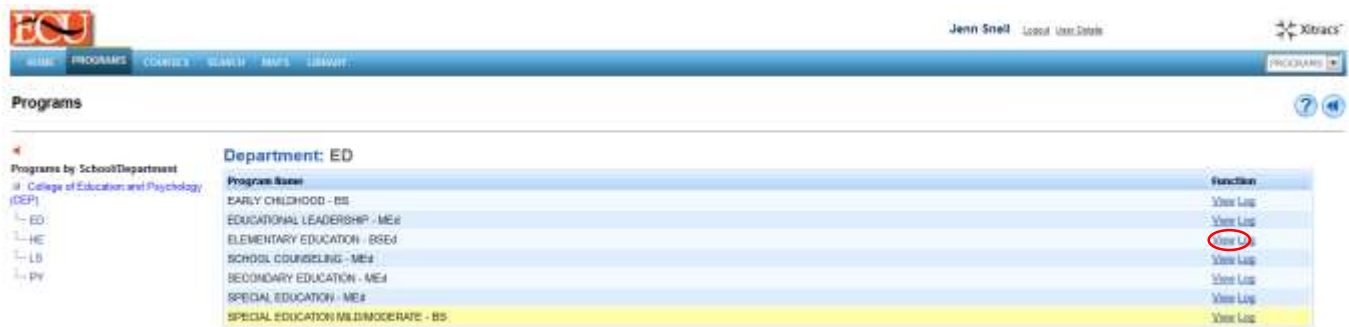 ECU
Jenn Snell Logout User Details
Xitracs™
HOME PROGRAMS COURSES SEARCH MAPS LIBRARY
PROGRAMS
Programs
?
Programs by School/Department
College of Education and Psychology
(CEP)
ED
HE
LS
PY
Department: ED
Program Name Function
EARLY CHILDHOOD - BS View Log
EDUCATIONAL LEADERSHIP - MEd View Log
ELEMENTARY EDUCATION - BSEd View Log
SCHOOL COUNSELING - MEd View Log
SECONDARY EDUCATION - MEd View Log
SPECIAL EDUCATION - MEd View Log
SPECIAL EDUCATION MILD/MODERATE - BS View Log